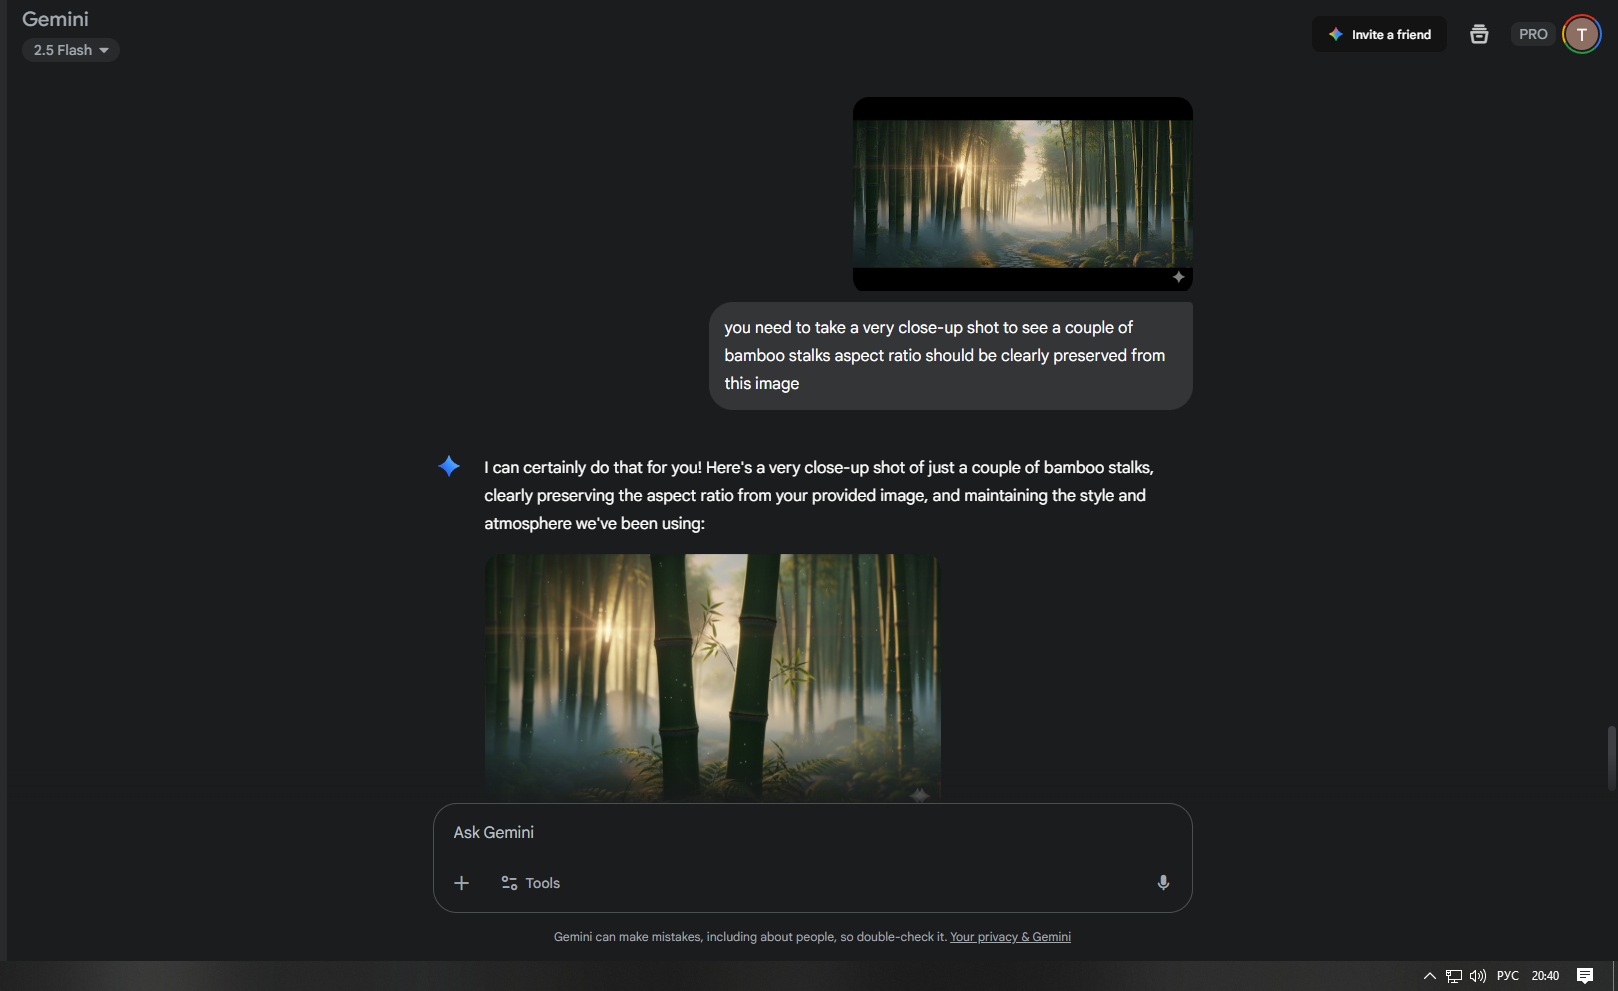 Gemini
2.5 Flash
Invite a friend
PRO
T
you need to take a very close-up shot to see a couple of
bamboo stalks aspect ratio should be clearly preserved from
this image
I can certainly do that for you! Here's a very close-up shot of just a couple of bamboo stalks,
clearly preserving the aspect ratio from your provided image, and maintaining the style and
atmosphere we've been using:
Ask Gemini
Tools
Gemini can make mistakes, including about people, so double-check it. Your privacy & Gemini
РУС
20:40